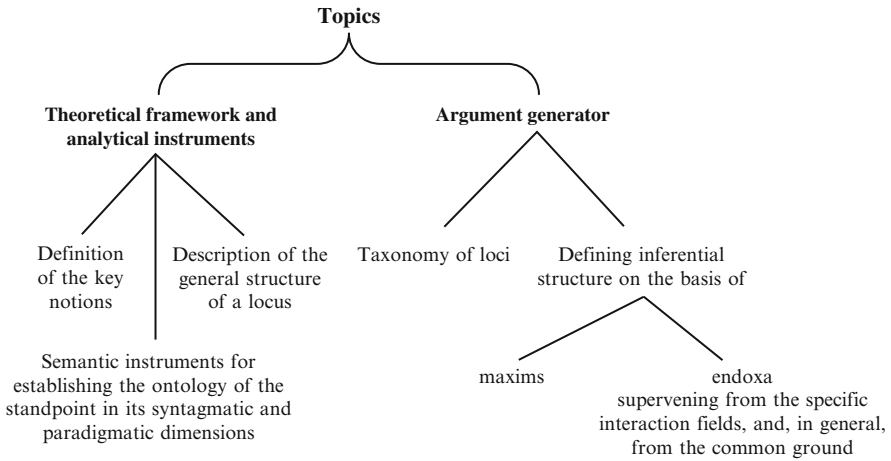 Topics
Theoretical framework and
analytical instruments
Argument generator
Definition
of the key
notions
Description of the
general structure
of a locus
Taxonomy of loci
Defining inferential
structure on the basis of
Semantic instruments for
establishing the ontology of the
standpoint in its syntagmatic and
paradigmatic dimensions
maxims
endoxa
supervening from the specific
interaction fields, and, in general,
from the common ground